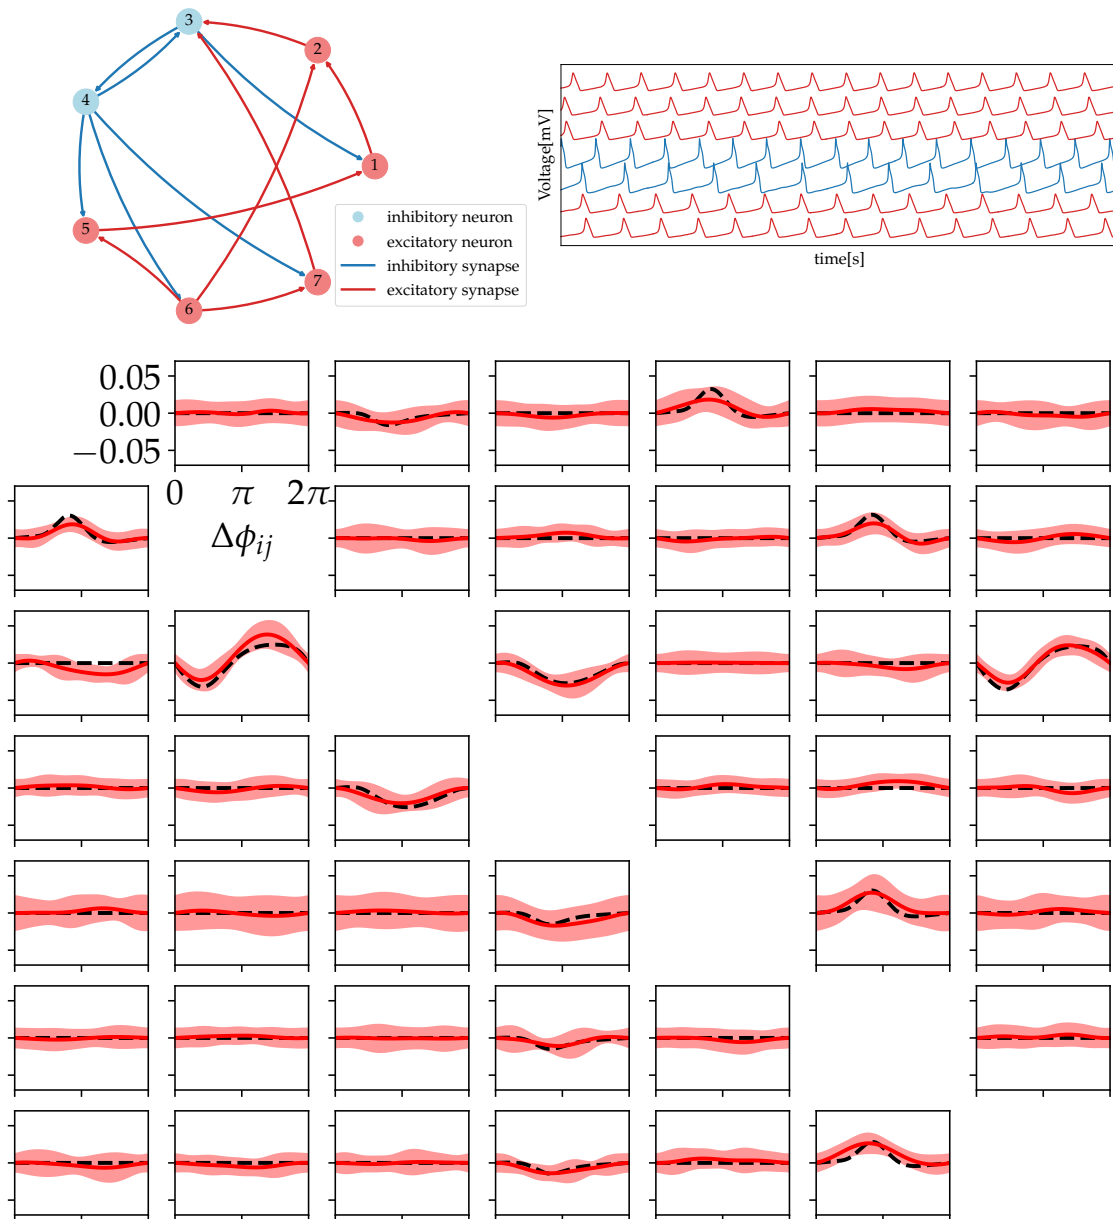 3
2
4
1
5
7
6
inhibitory neuron
excitatory neuron
inhibitory synapse
excitatory synapse
Voltage[mV]
time[s]
0.05
0.00
−0.05
0 π 2π
Δϕij